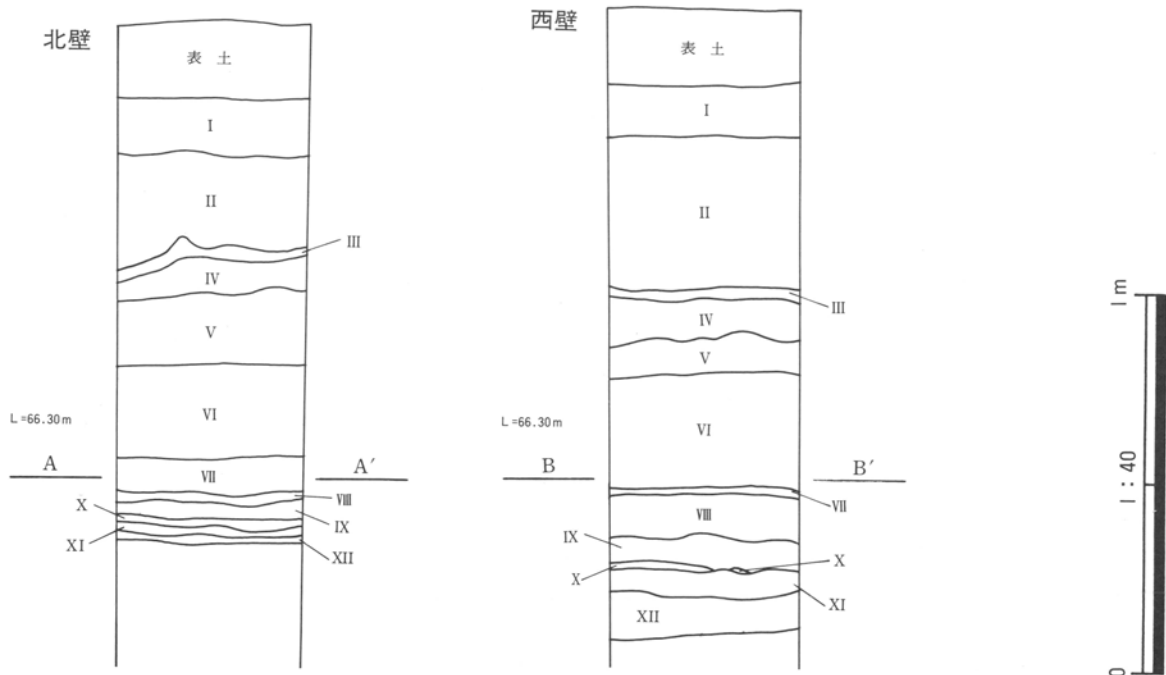 北壁
表 土
I
II
III
IV
V
VI
L=66.30m
A
A′
VII
VIII
X
IX
XI
XII
西壁
表 土
I
II
III
IV
V
VI
L=66.30m
B
B′
VII
VIII
IX
X
X
XI
XII
1m
1:40
0